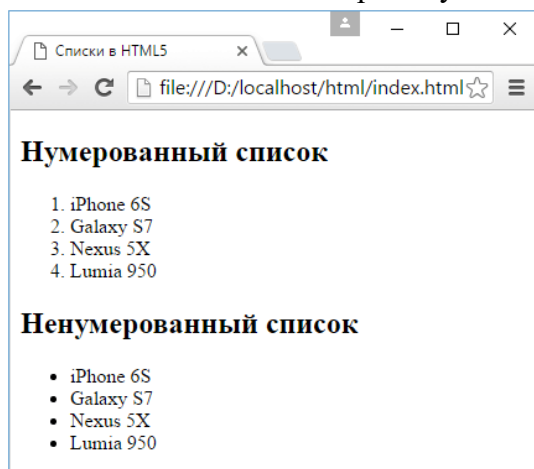 Списки в HTML5
file:///D:/localhost/html/index.html
Нумерованный список
1. iPhone 6S
2. Galaxy S7
3. Nexus 5X
4. Lumia 950
Ненумерованный список
• iPhone 6S
• Galaxy S7
• Nexus 5X
• Lumia 950